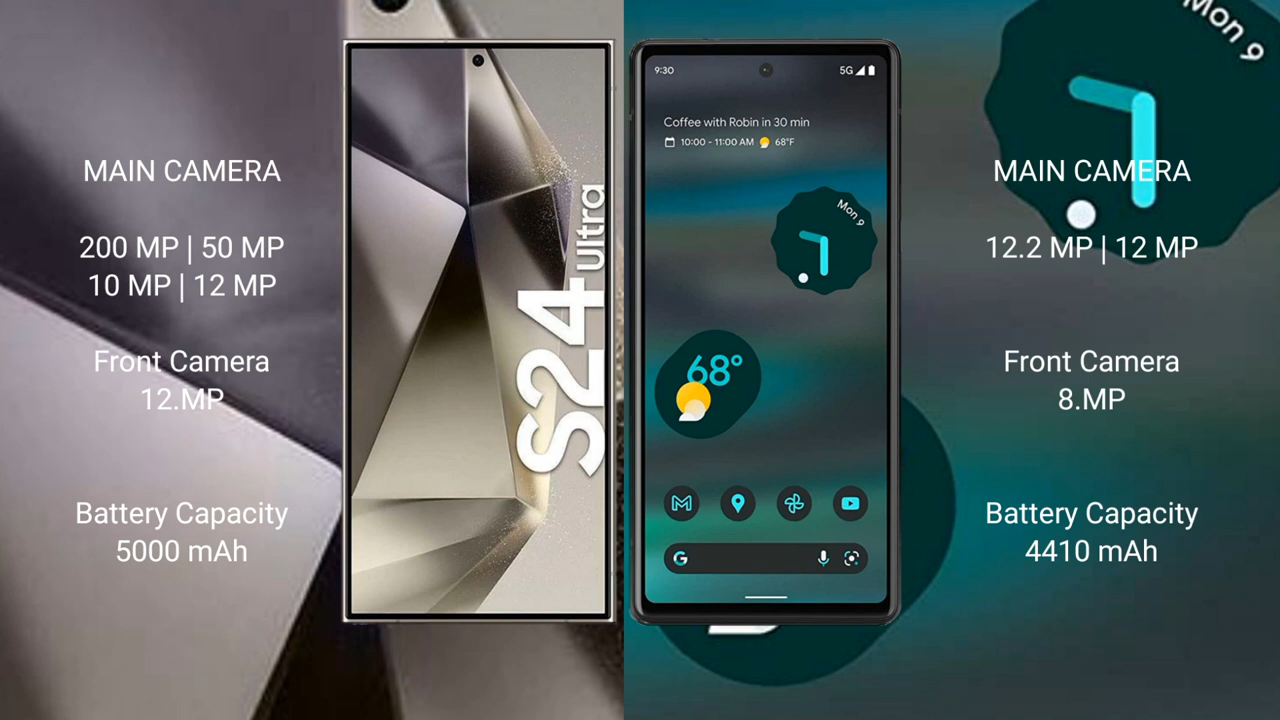 MAIN CAMERA
200 MP | 50 MP
10 MP | 12 MP
Front Camera
12.MP
Battery Capacity
5000 mAh
S24 ultra
9:30
5G
Coffee with Robin in 30 min
10:00 - 11:00 AM 68°F
Mon 9
68°
G
Mon 9
MAIN CAMERA
12.2 MP | 12 MP
Front Camera
8.MP
Battery Capacity
4410 mAh